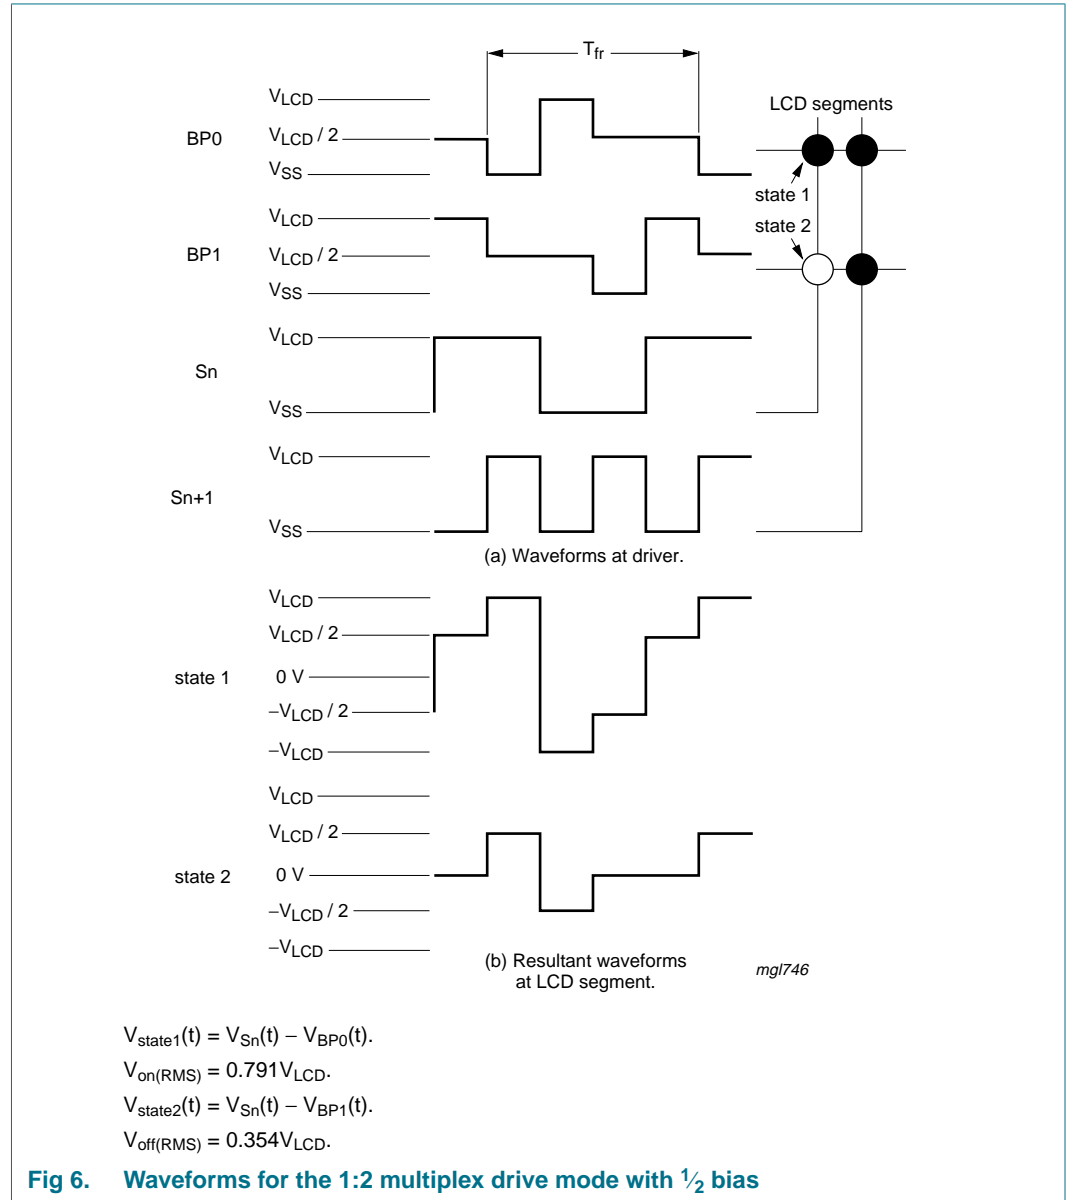 Tfr
VLCD
BP0
VLCD / 2
VSS
LCD segments
state 1
state 2
VLCD
BP1
VLCD / 2
VSS
VLCD
Sn
VSS
VLCD
Sn+1
VSS
(a) Waveforms at driver.
VLCD
VLCD / 2
state 1
0 V
−VLCD / 2
−VLCD
VLCD
VLCD / 2
state 2
0 V
−VLCD / 2
−VLCD
(b) Resultant waveforms
at LCD segment.
mgl746
Vstate1(t) = VSn(t) − VBP0(t).
Von(RMS) = 0.791VLCD.
Vstate2(t) = VSn(t) − VBP1(t).
Voff(RMS) = 0.354VLCD.
Fig 6. Waveforms for the 1:2 multiplex drive mode with 1⁄2 bias